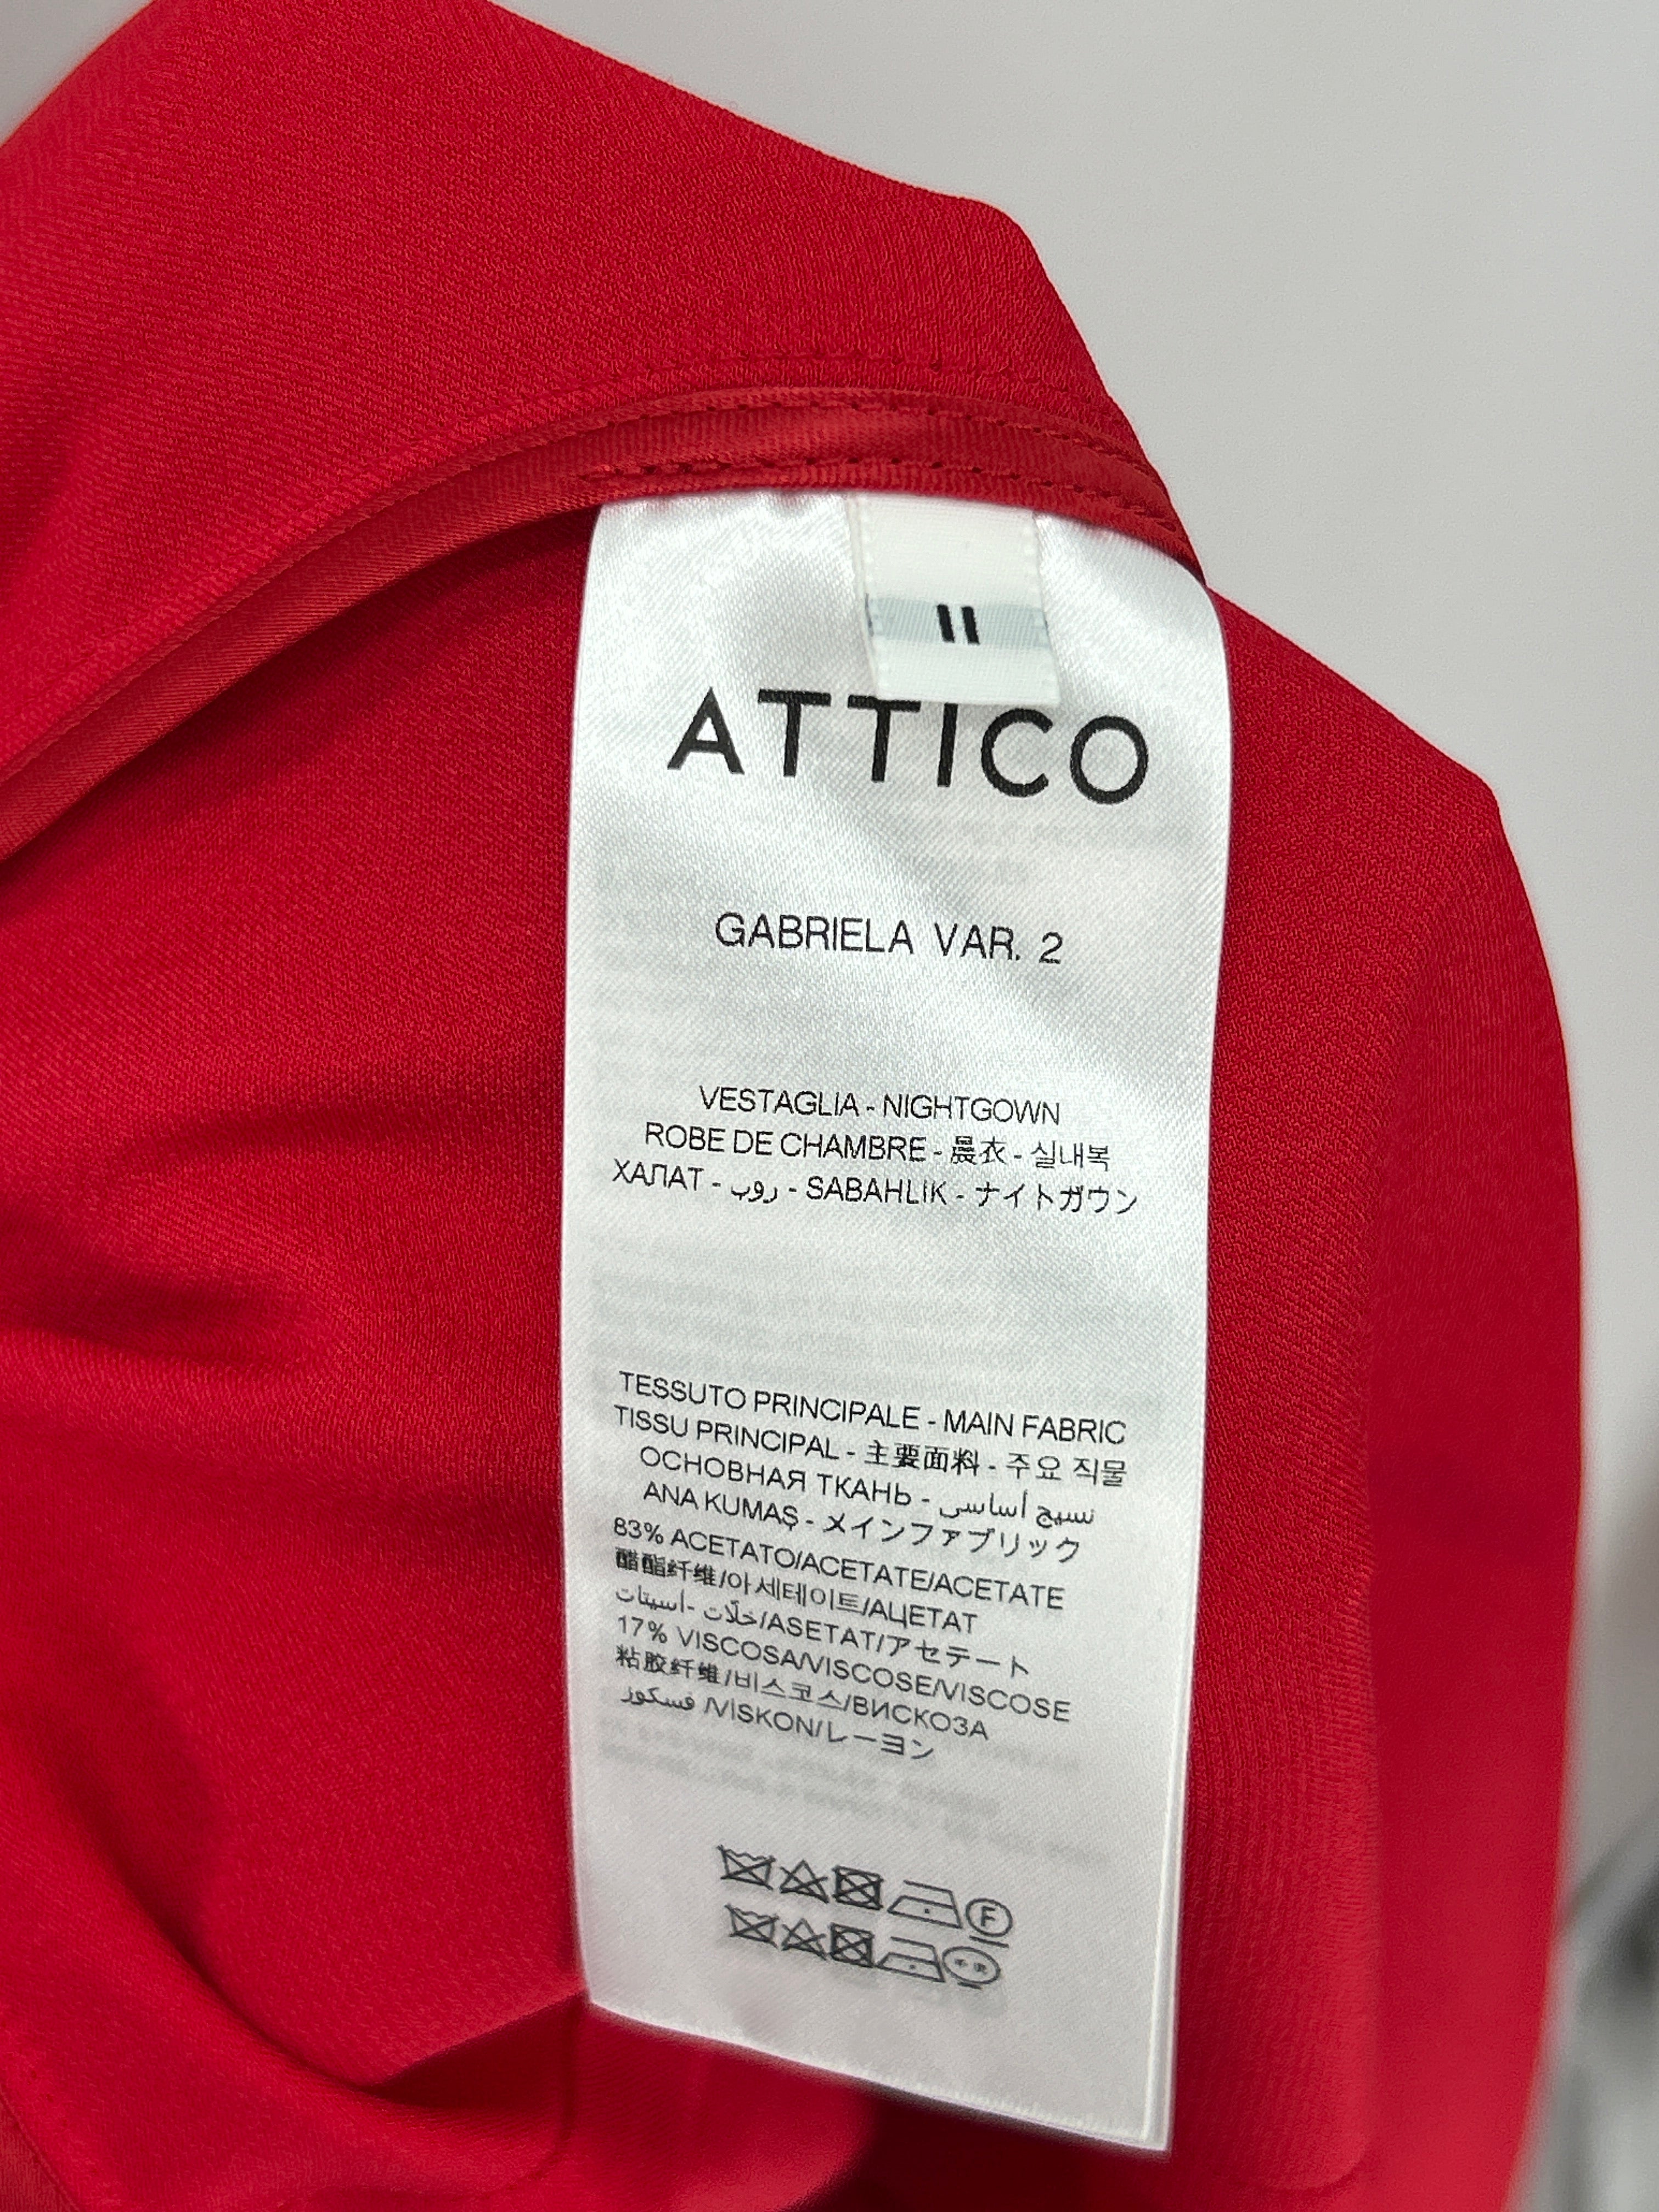 II
ATTICO
GABRIELA VAR. 2
VESTAGLIA - NIGHTGOWN
ROBE DE CHAMBRE - 晨衣 - 실내복
ХАЛАТ - روب - SABAHLIK - ナイトガウン
TESSUTO PRINCIPALE - MAIN FABRIC
TISSU PRINCIPAL - 主要面料 - 주요 직물
ОСНОВНАЯ ТКАНЬ - نسيج أساسي
ANA KUMAŞ - メインファブリック
83% ACETATO/ACETATE/ACETATE
醋酯纤维/아세테이트/АЦЕТАТ
خلّات -أسيتات/ASETAT/アセテート
17% VISCOSA/VISCOSE/VISCOSE
粘胶纤维/비스코스/ВИСКОЗА
فسكوز /VİSKON/レーヨン
F